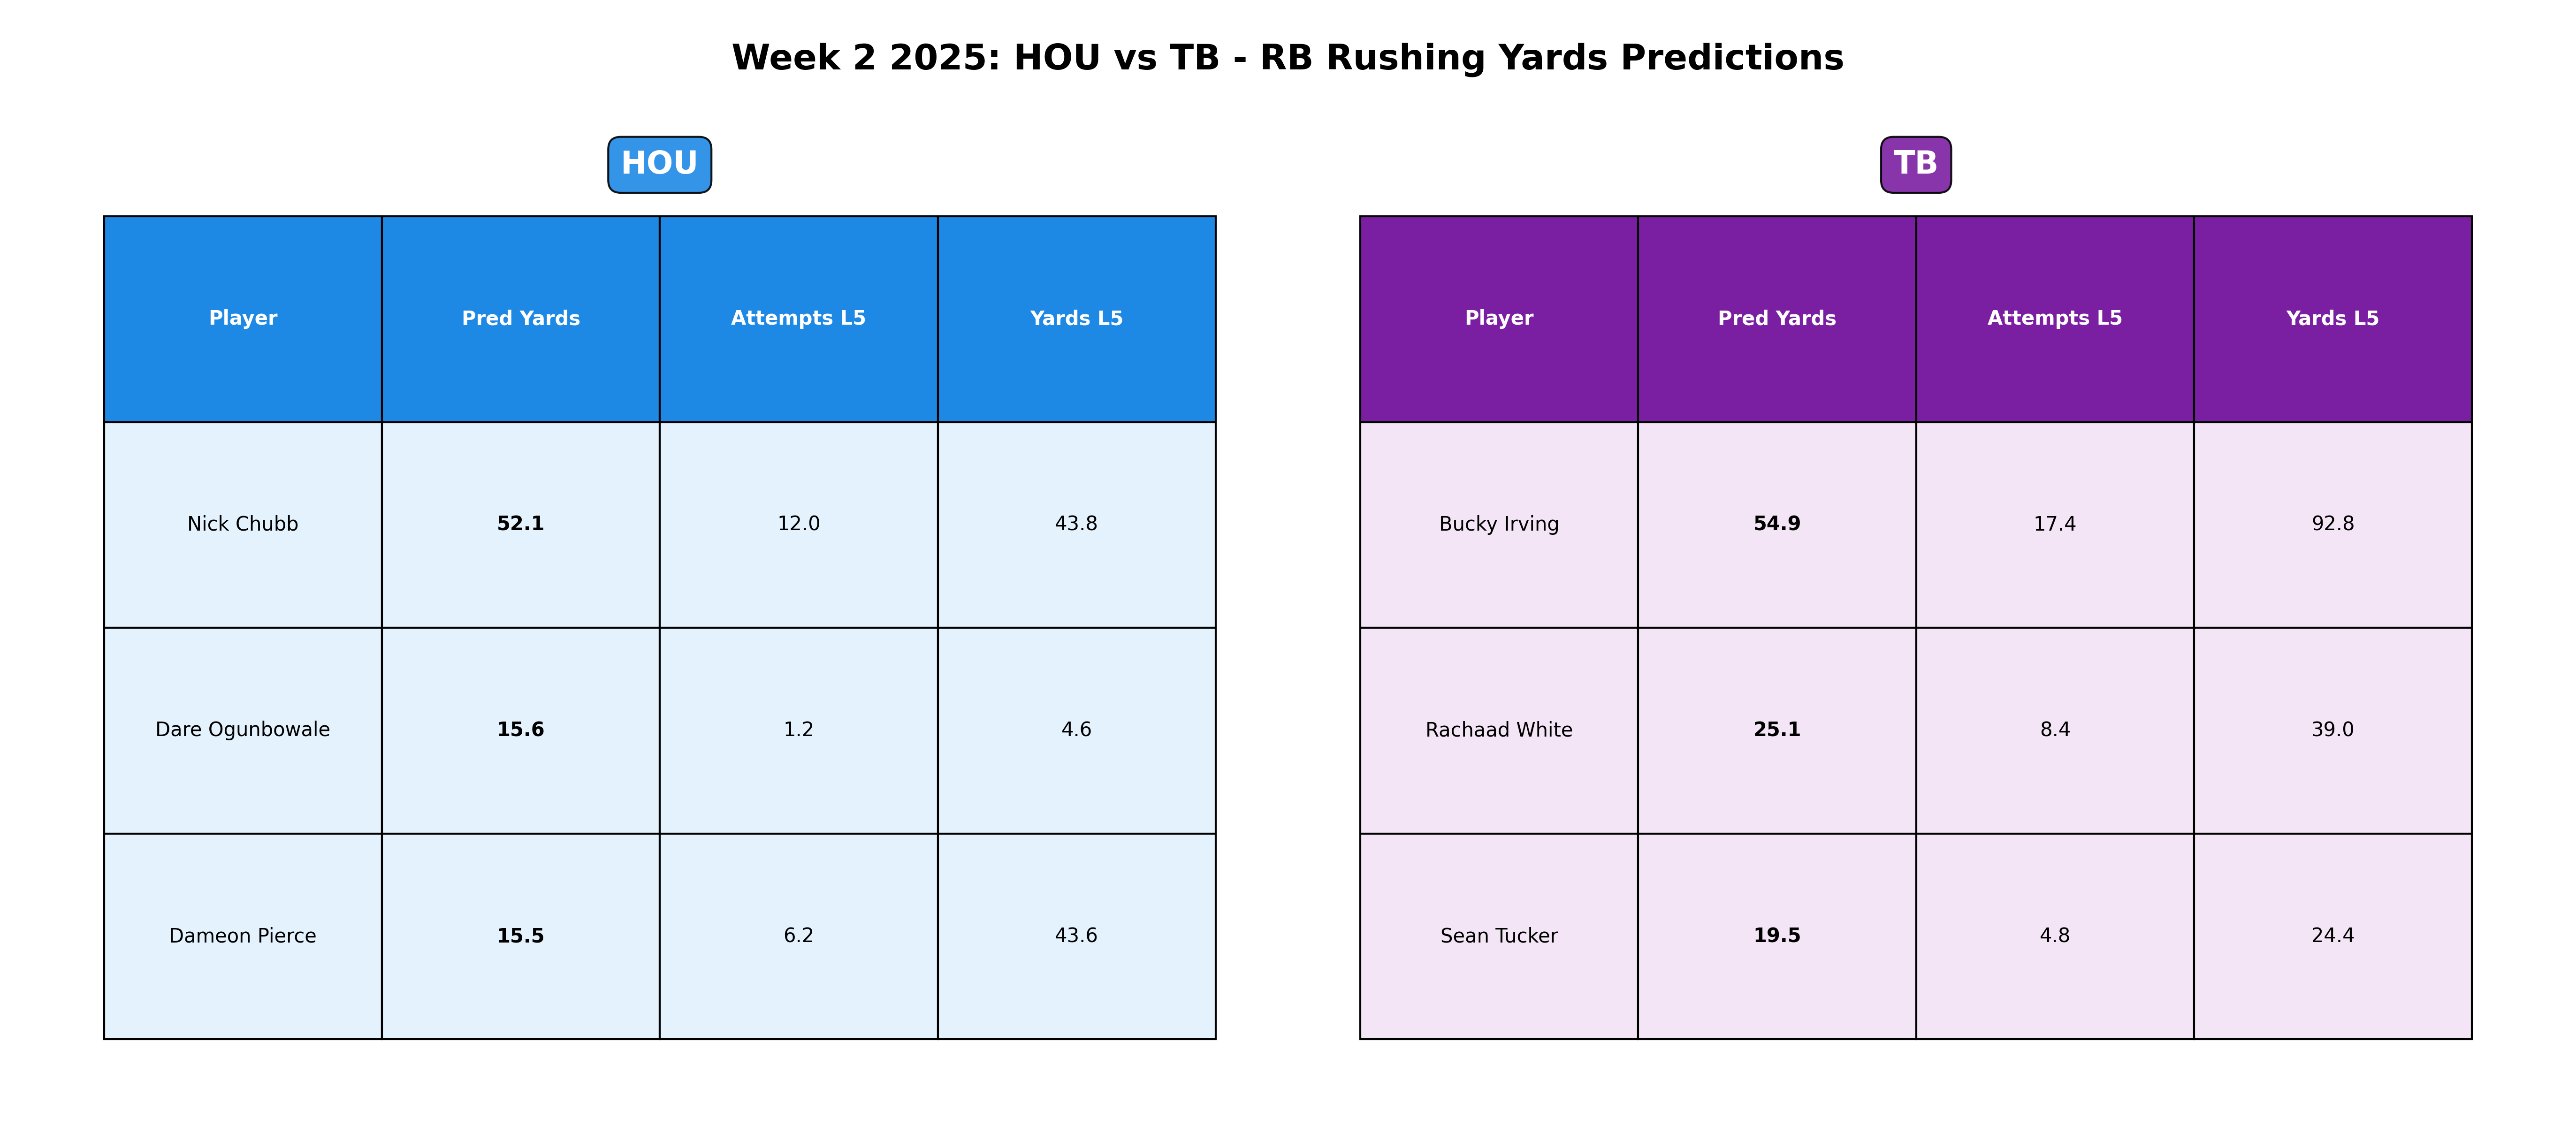 Week 2 2025: HOU vs TB - RB Rushing Yards Predictions
HOU
Player Pred Yards Attempts L5 Yards L5
Nick Chubb 52.1 12.0 43.8
Dare Ogunbowale 15.6 1.2 4.6
Dameon Pierce 15.5 6.2 43.6
TB
Player Pred Yards Attempts L5 Yards L5
Bucky Irving 54.9 17.4 92.8
Rachaad White 25.1 8.4 39.0
Sean Tucker 19.5 4.8 24.4